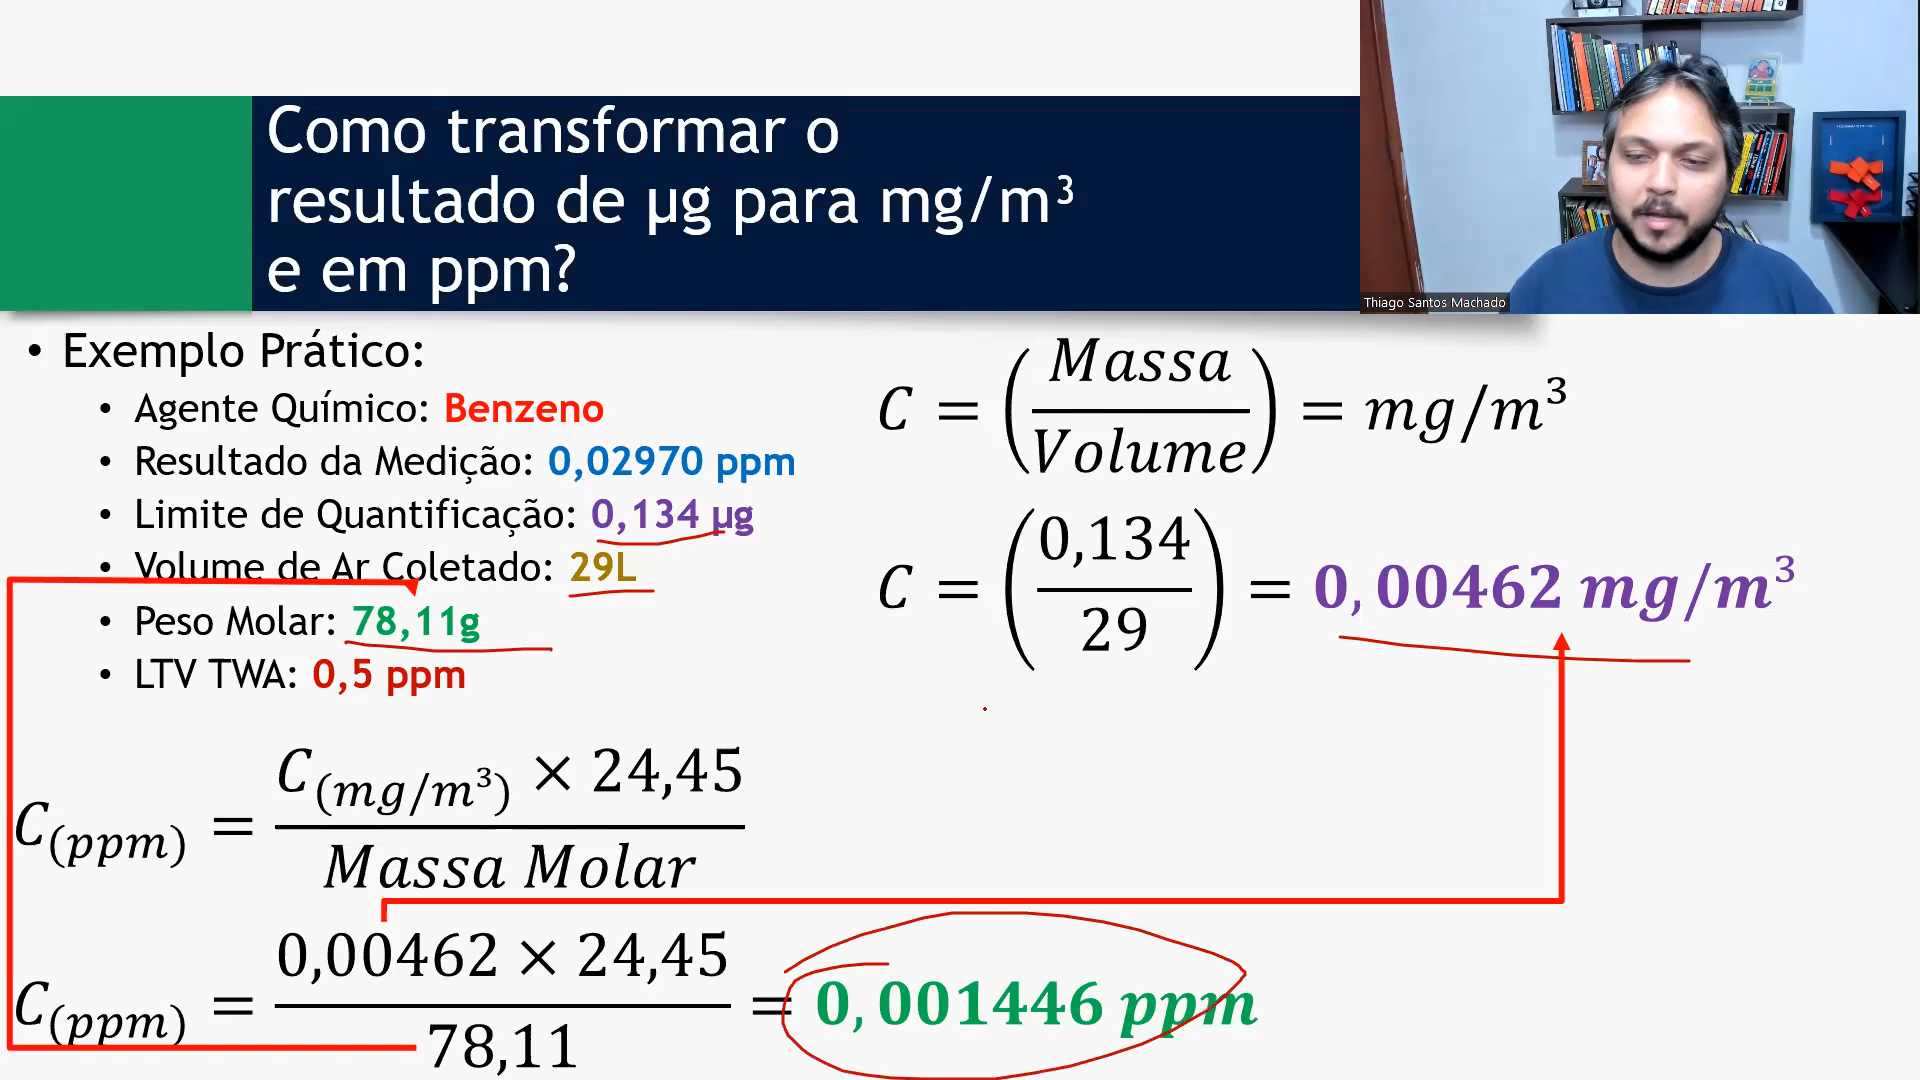 Como transformar o
resultado de µg para mg/m³
e em ppm?
Thiago Santos Machado
• Exemplo Prático:
• Agente Químico: Benzeno
• Resultado da Medição: 0,02970 ppm
• Limite de Quantificação: 0,134 µg
• Volume de Ar Coletado: 29L
• Peso Molar: 78,11g
• LTV TWA: 0,5 ppm
C = (Massa / Volume) = mg/m³
C = (0,134 / 29) = 0,00462 mg/m³
C(ppm) = C(mg/m³) × 24,45 / Massa Molar
C(ppm) = 0,00462 × 24,45 / 78,11 = 0,001446 ppm